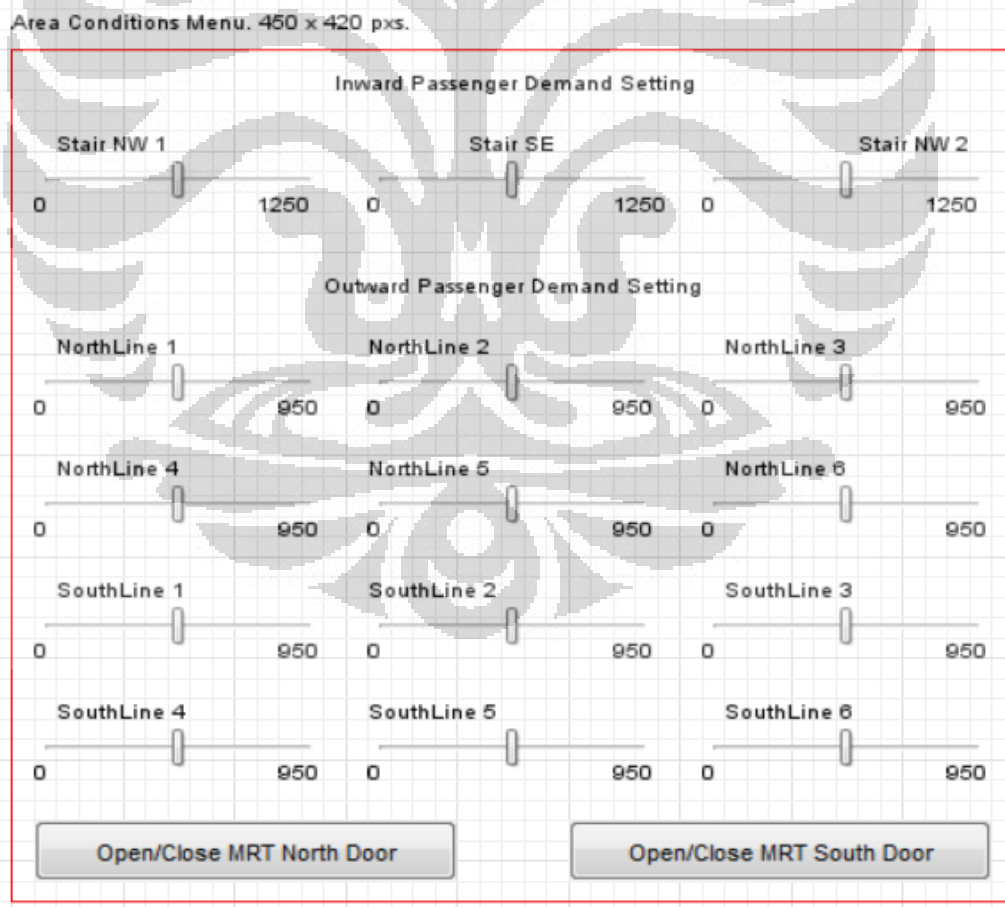 Area Conditions Menu. 450 x 420 pxs.
Inward Passenger Demand Setting
Stair NW 1 Stair SE Stair NW 2
0 1250 0 1250 0 1250
Outward Passenger Demand Setting
NorthLine 1 NorthLine 2 NorthLine 3
0 950 0 950 0 950
NorthLine 4 NorthLine 5 NorthLine 6
0 950 0 950 0 950
SouthLine 1 SouthLine 2 SouthLine 3
0 950 0 950 0 950
SouthLine 4 SouthLine 5 SouthLine 6
0 950 0 950 0 950
Open/Close MRT North Door Open/Close MRT South Door